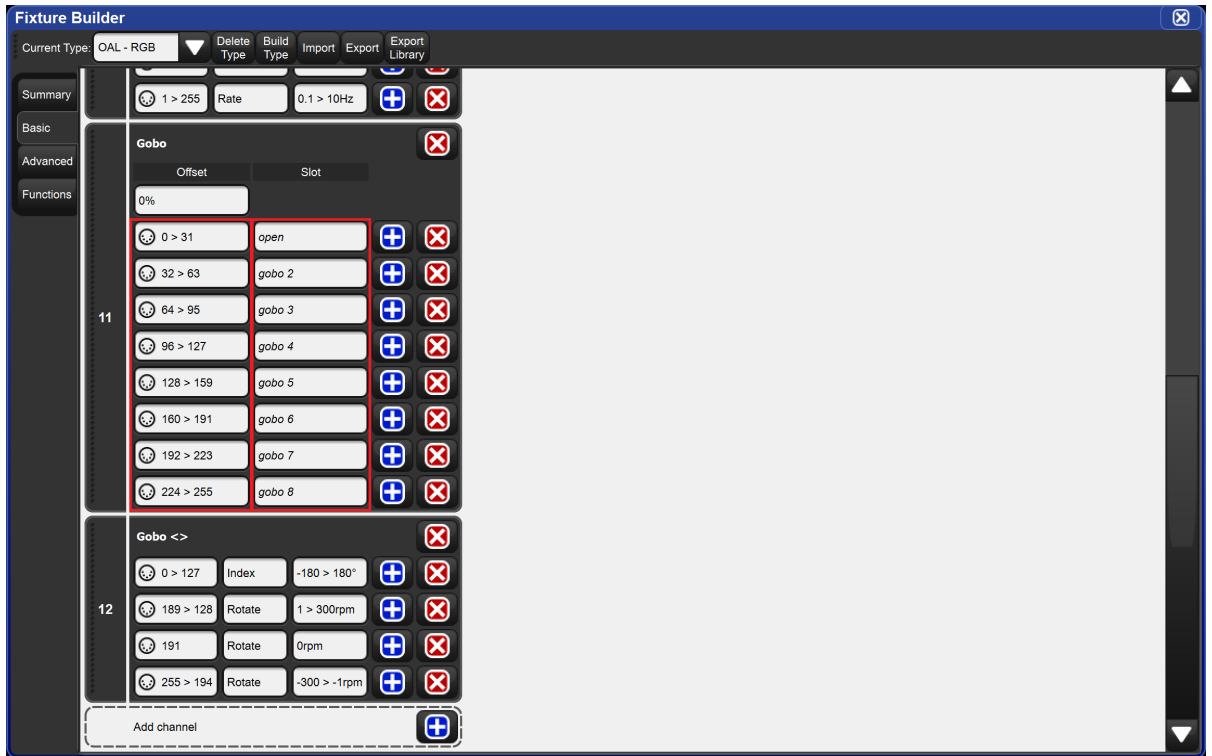 Fixture Builder
Current Type: OAL - RGB Delete Type Build Type Import Export Export Library
Summary
Basic
Advanced
Functions
1 > 255 Rate 0.1 > 10Hz
11
Gobo
Offset Slot
0%
0 > 31 open
32 > 63 gobo 2
64 > 95 gobo 3
96 > 127 gobo 4
128 > 159 gobo 5
160 > 191 gobo 6
192 > 223 gobo 7
224 > 255 gobo 8
12
Gobo <>
0 > 127 Index -180 > 180°
189 > 128 Rotate 1 > 300rpm
191 Rotate 0rpm
255 > 194 Rotate -300 > -1rpm
Add channel